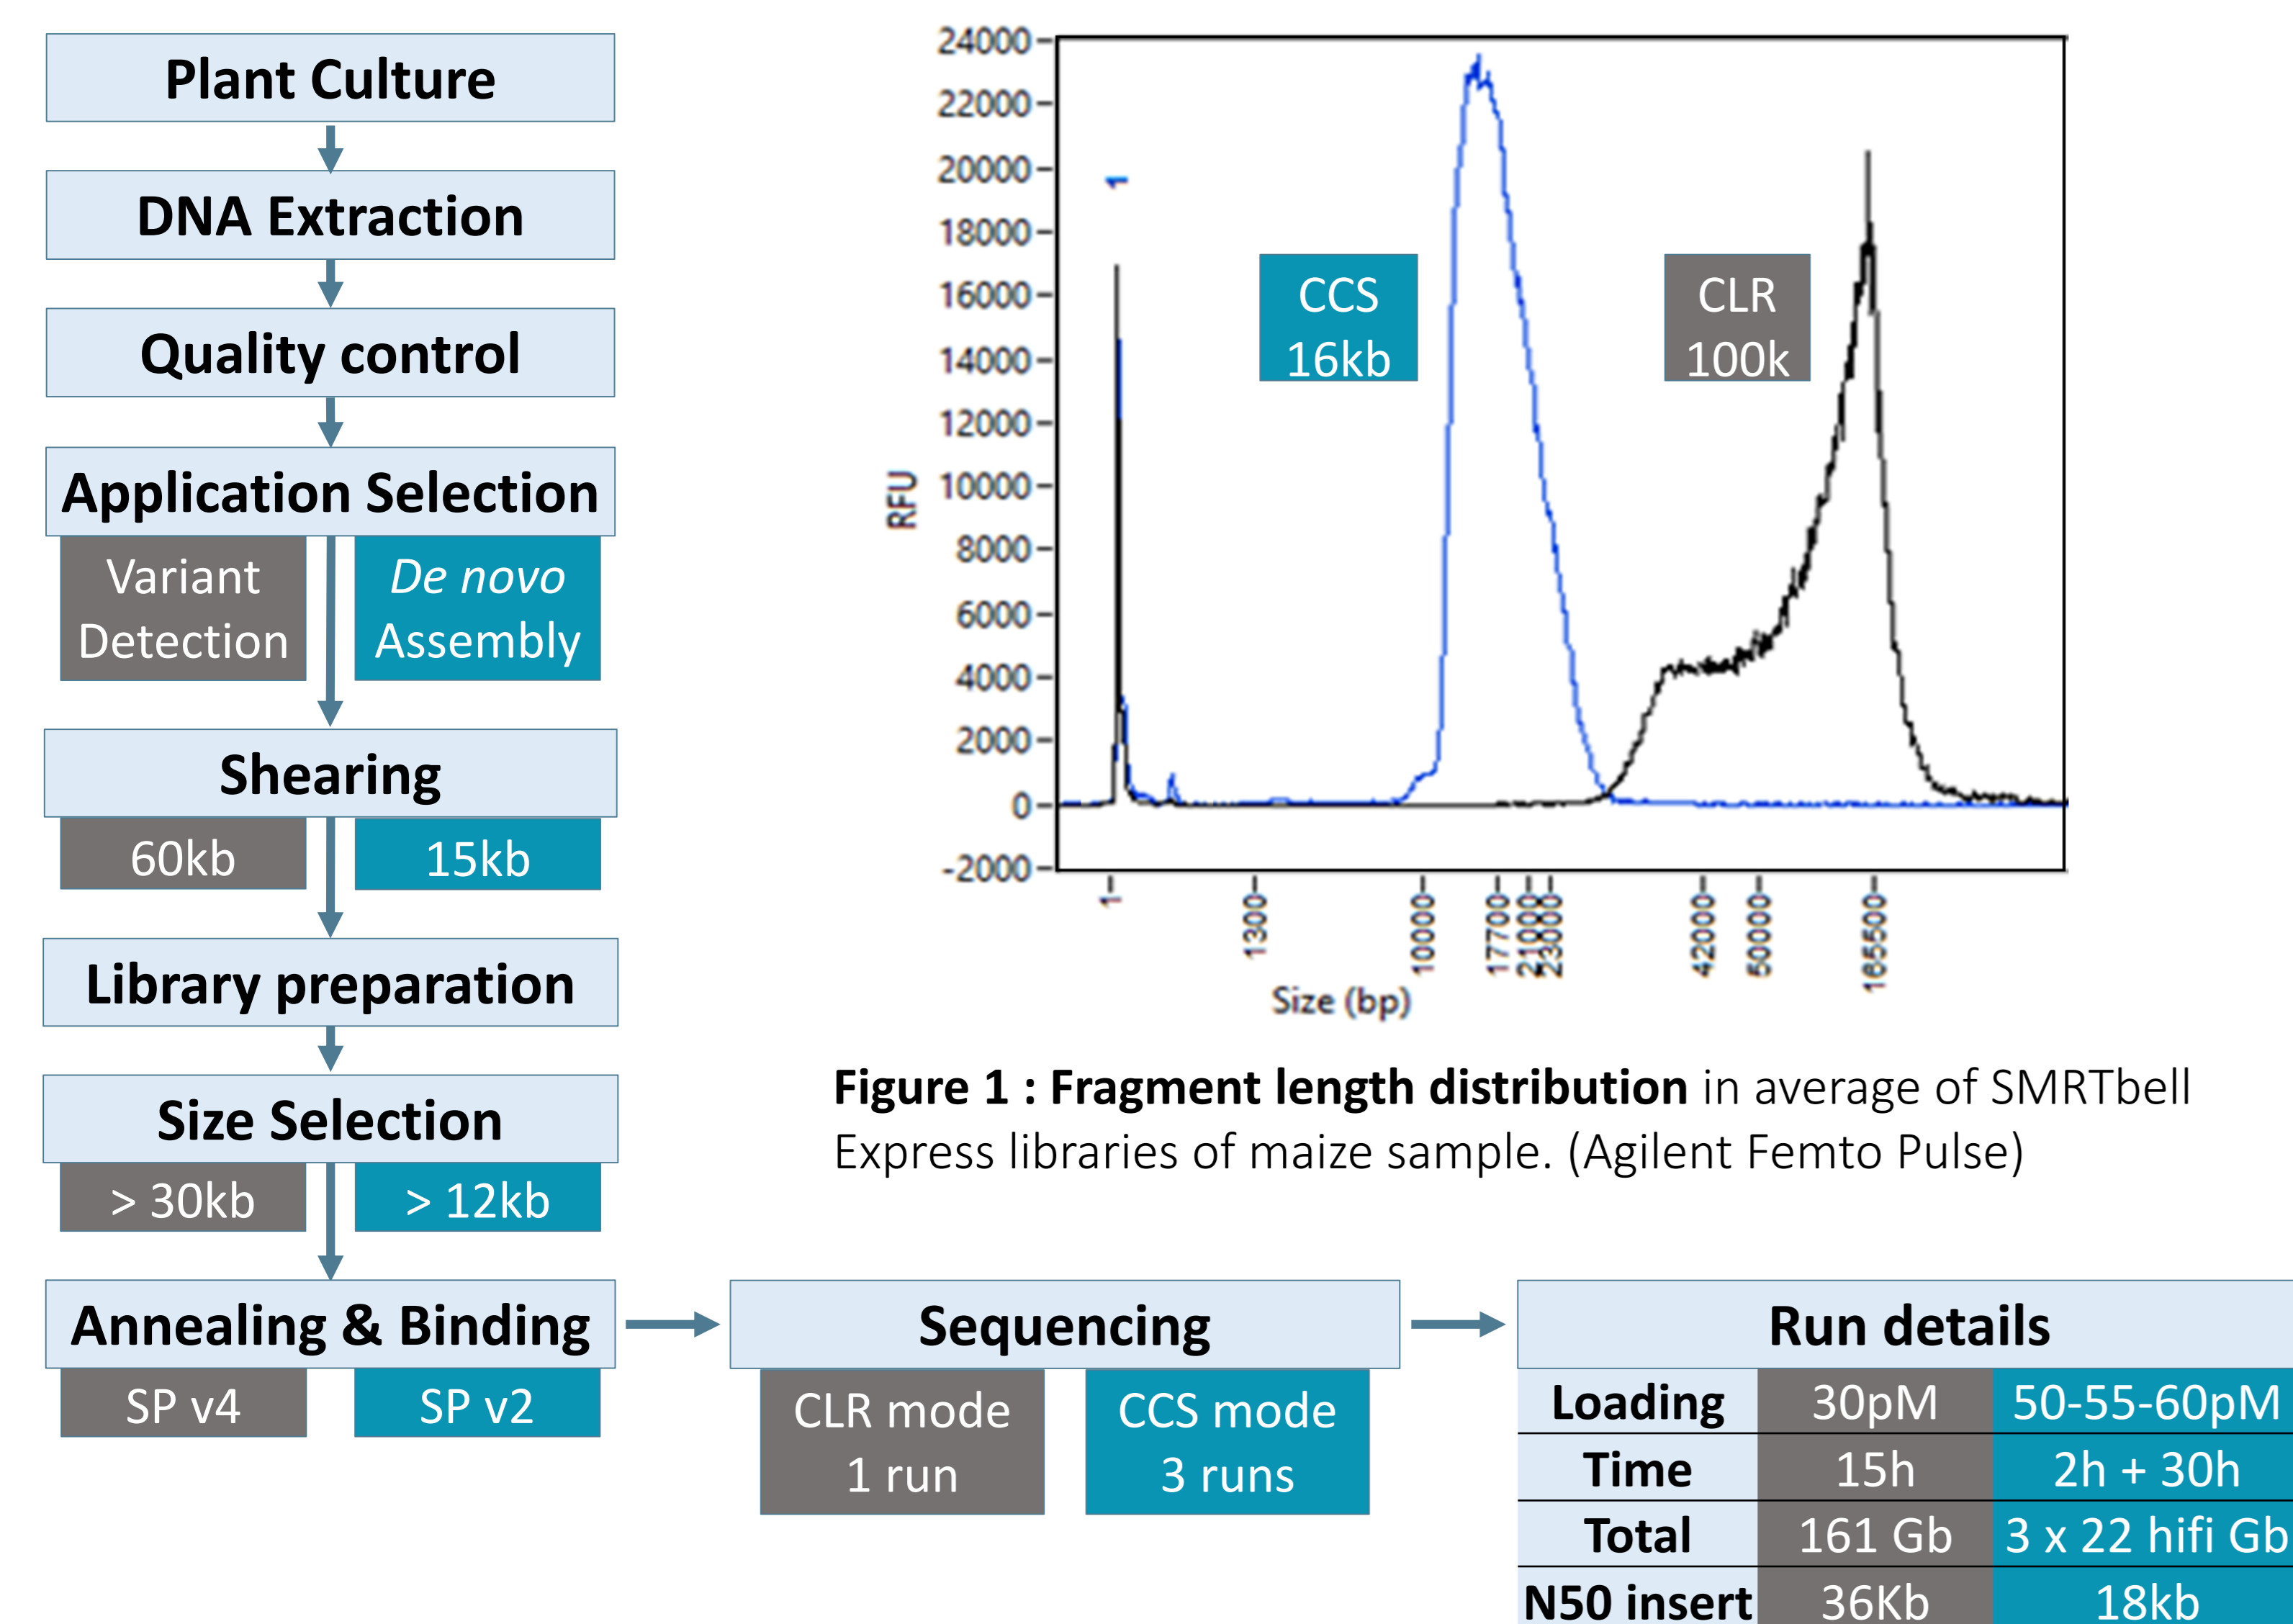 Plant Culture
DNA Extraction
Quality control
Application Selection
Variant
Detection
De novo
Assembly
Shearing
60kb
15kb
Library preparation
Size Selection
> 30kb
> 12kb
Annealing & Binding
SP v4
SP v2
24000
22000
20000
18000
16000
14000
12000
10000
8000
6000
4000
2000
0
-2000
RFU
1
CCS
16kb
CLR
100k
1
1300
10000
17700
21000
23000
42000
50000
165500
Size (bp)
Figure 1 : Fragment length distribution in average of SMRTbell
Express libraries of maize sample. (Agilent Femto Pulse)
Sequencing
CLR mode
1 run
CCS mode
3 runs
Run details
Loading 30pM 50-55-60pM
Time 15h 2h + 30h
Total 161 Gb 3 x 22 hifi Gb
N50 insert 36Kb 18kb